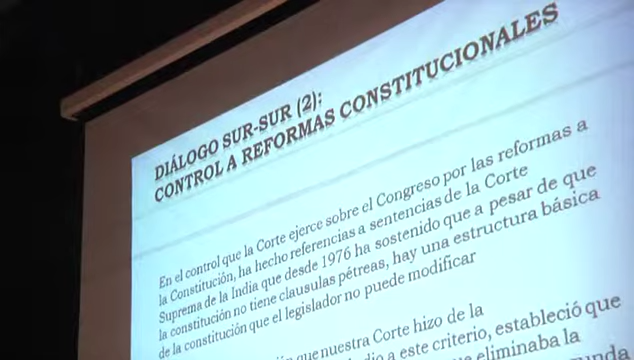 DIÁLOGO SUR-SUR (2):
CONTROL A REFORMAS CONSTITUCIONALES
En el control que la Corte ejerce sobre el Congreso por las reformas a
la Constitución, ha hecho referencias a sentencias de la Corte
Suprema de la India que desde 1976 ha sostenido que a pesar de que
la constitución no tiene clausulas pétreas, hay una estructura básica
de la constitución que el legislador no puede modificar
que nuestra Corte hizo de la
a este criterio, estableció que
eliminaba la